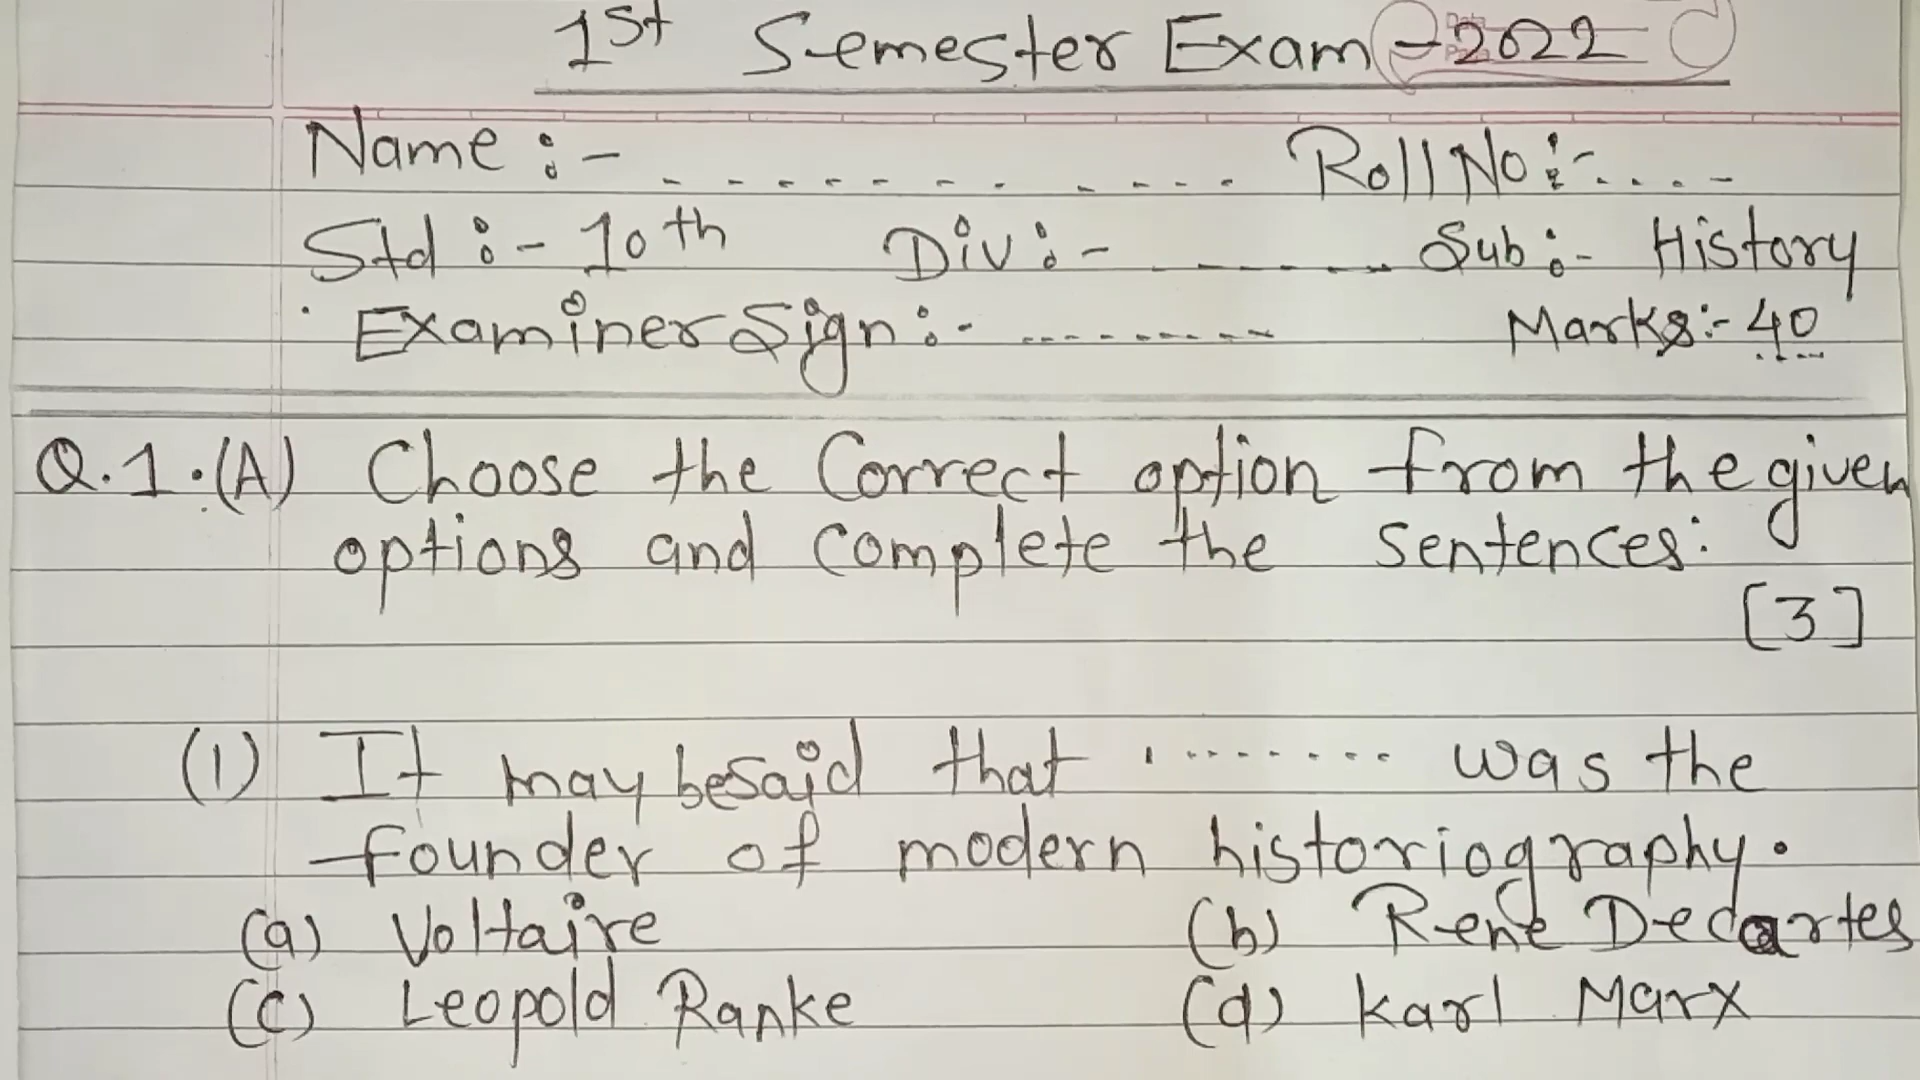 1st Semester Exam - 2022
Name :- . . . . . . . . . . . . Roll No :- . . . . -
Std :- 10th Div :- - - - - - - Sub :- History
Examiner Sign :- - - - - - - - - - Marks :- 40
Q.1.(A) Choose the Correct option from the given
options and complete the sentences:
[3]
(1) It may be said that . . . . . . . . was the
founder of modern historiography.
(a) Voltaire (b) Rene Decartes
(c) Leopold Ranke (d) Karl Marx